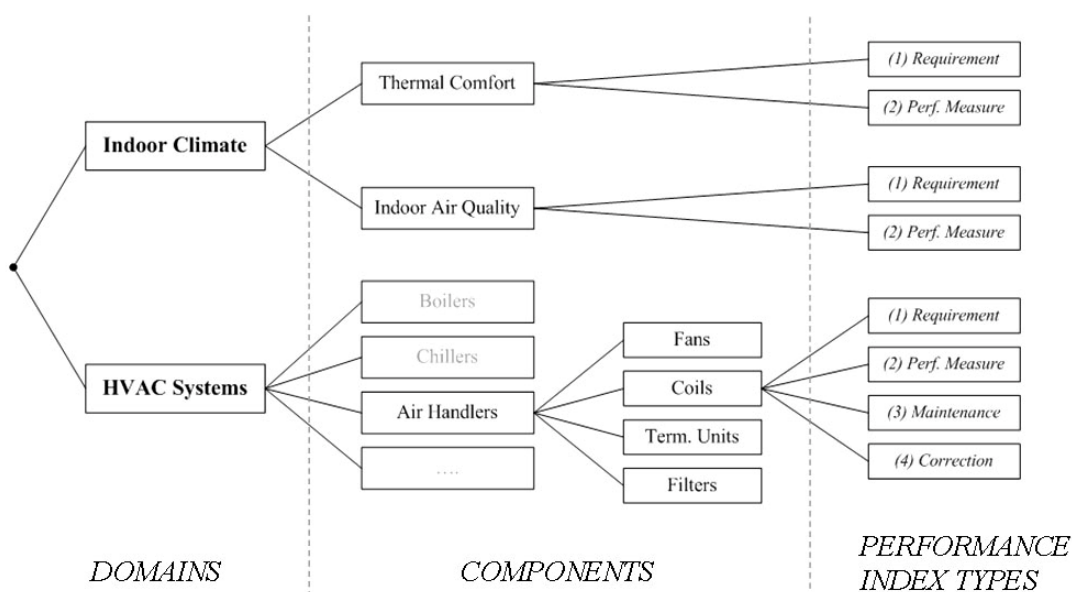 Indoor Climate
Thermal Comfort
(1) Requirement
(2) Perf. Measure
Indoor Air Quality
(1) Requirement
(2) Perf. Measure
HVAC Systems
Boilers
Chillers
Air Handlers
....
Fans
Coils
Term. Units
Filters
(1) Requirement
(2) Perf. Measure
(3) Maintenance
(4) Correction
DOMAINS
COMPONENTS
PERFORMANCE
INDEX TYPES